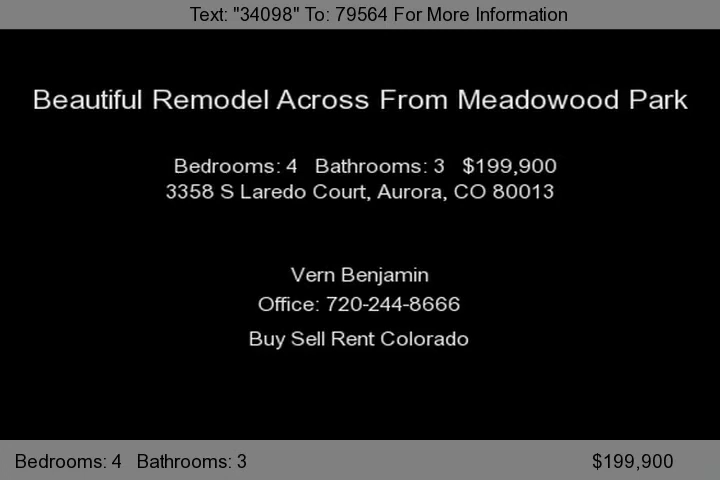 Text: "34098" To: 79564 For More Information
Beautiful Remodel Across From Meadowood Park
Bedrooms: 4 Bathrooms: 3 $199,900
3358 S Laredo Court, Aurora, CO 80013
Vern Benjamin
Office: 720-244-8666
Buy Sell Rent Colorado
Bedrooms: 4 Bathrooms: 3 $199,900